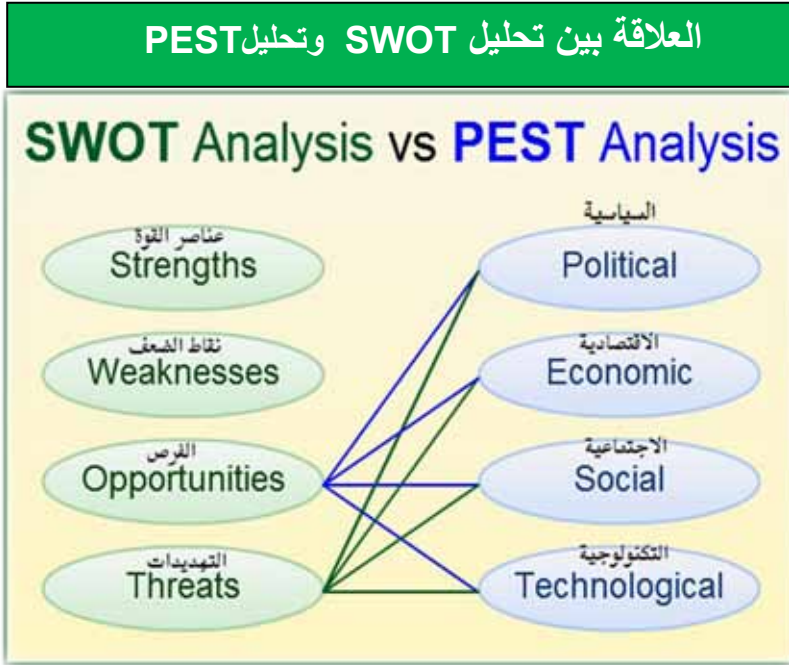 العلاقة بين تحليل SWOT وتحليلPEST
SWOT Analysis vs PEST Analysis
عناصر القوة
Strengths
نقاط الضعف
Weaknesses
الفرص
Opportunities
التهديدات
Threats
السياسية
Political
الاقتصادية
Economic
الاجتماعية
Social
التكنولوجية
Technological